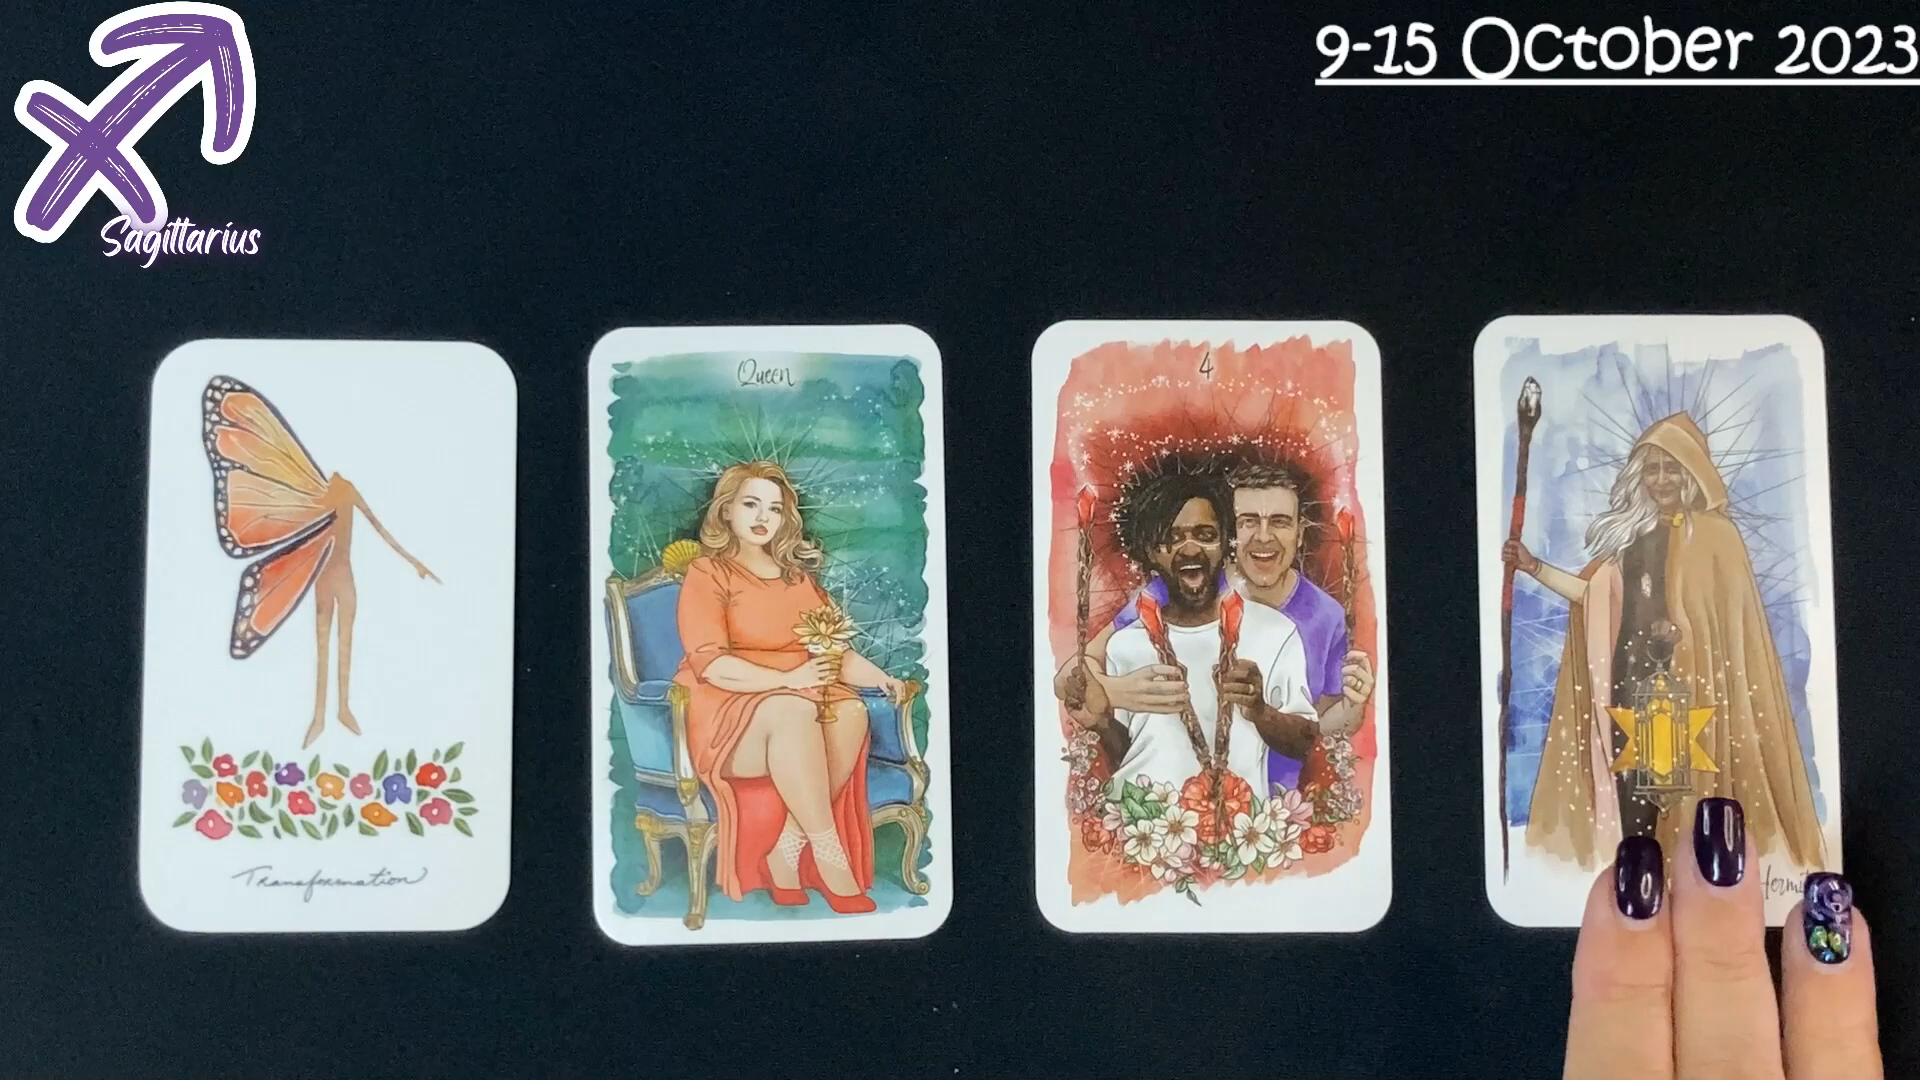 9-15 October 2023
Sagittarius
Queen
4
Transformation